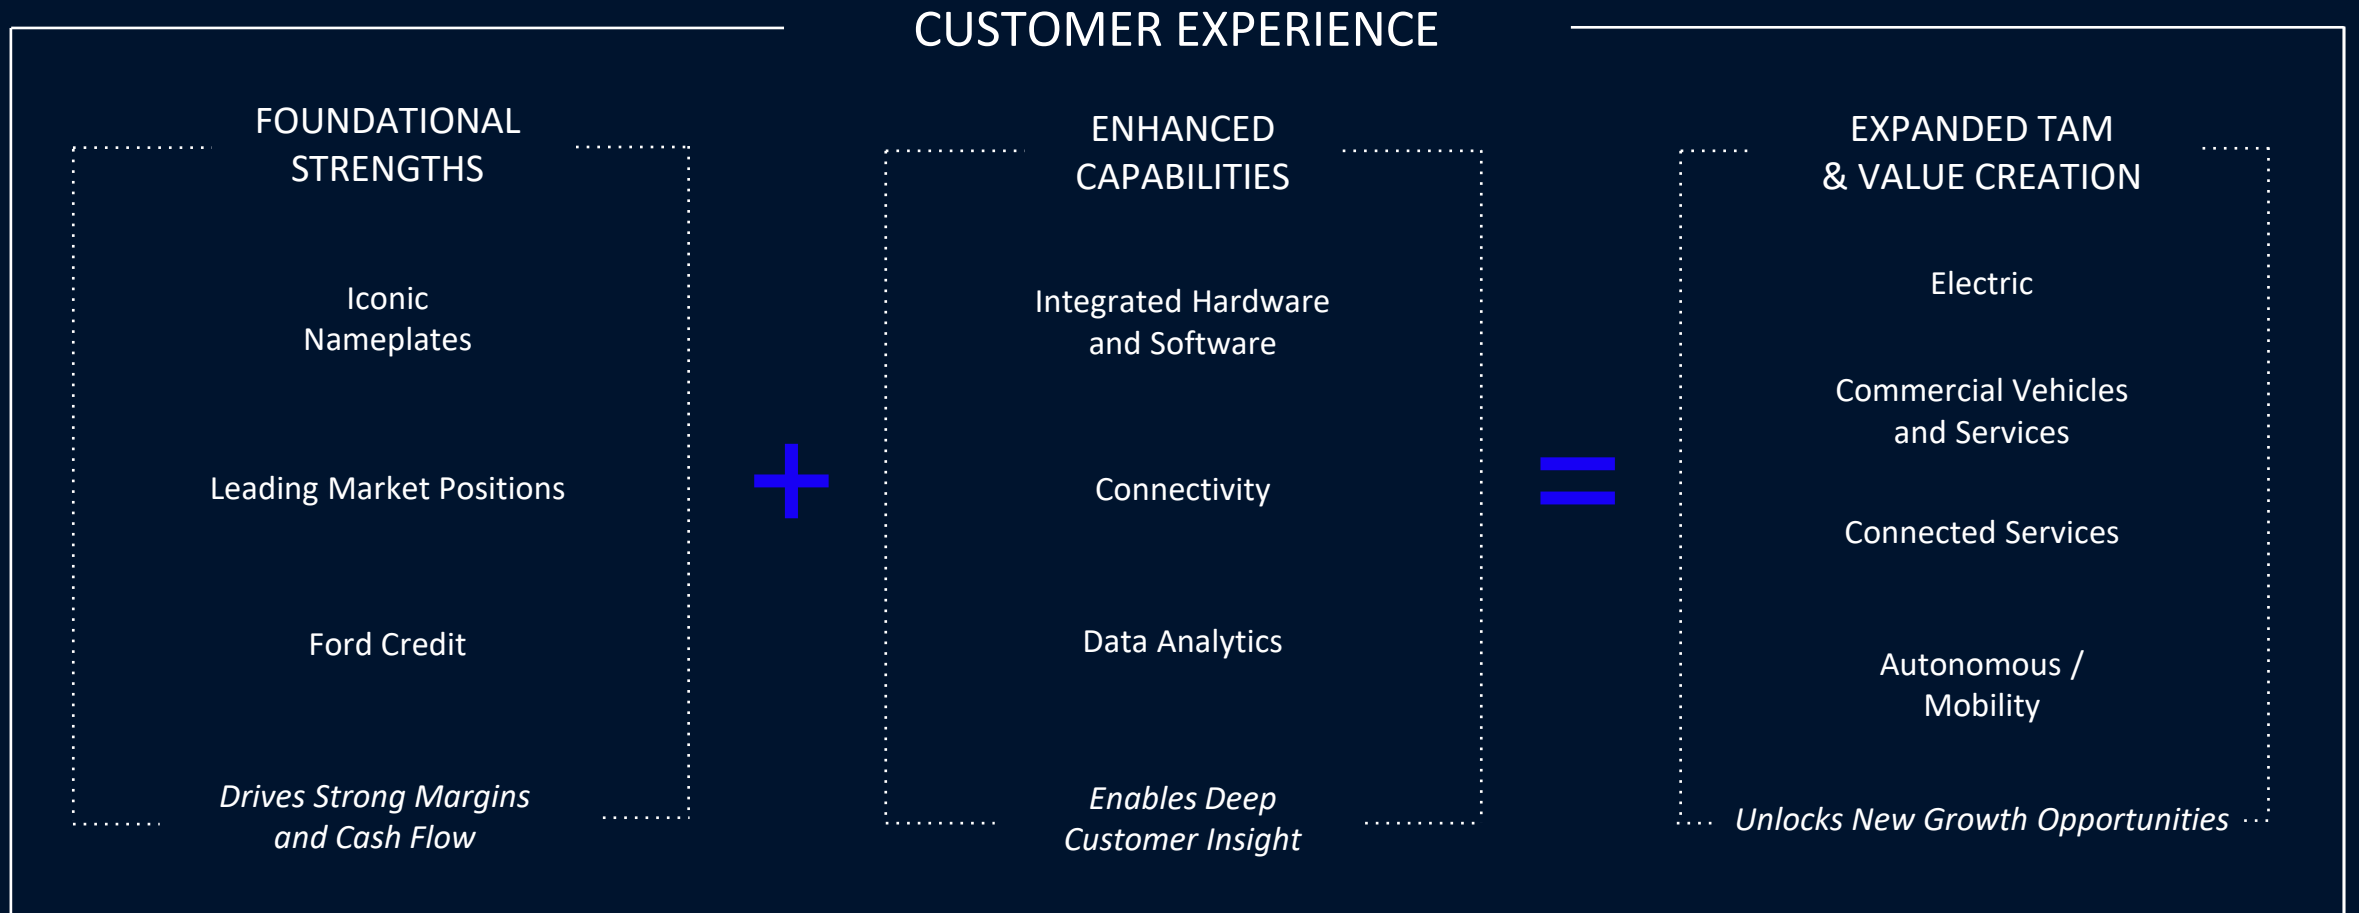 CUSTOMER EXPERIENCE
FOUNDATIONAL
STRENGTHS
Iconic
Nameplates
Leading Market Positions
Ford Credit
Drives Strong Margins
and Cash Flow
+
ENHANCED
CAPABILITIES
Integrated Hardware
and Software
Connectivity
Data Analytics
Enables Deep
Customer Insight
=
EXPANDED TAM
& VALUE CREATION
Electric
Commercial Vehicles
and Services
Connected Services
Autonomous /
Mobility
Unlocks New Growth Opportunities